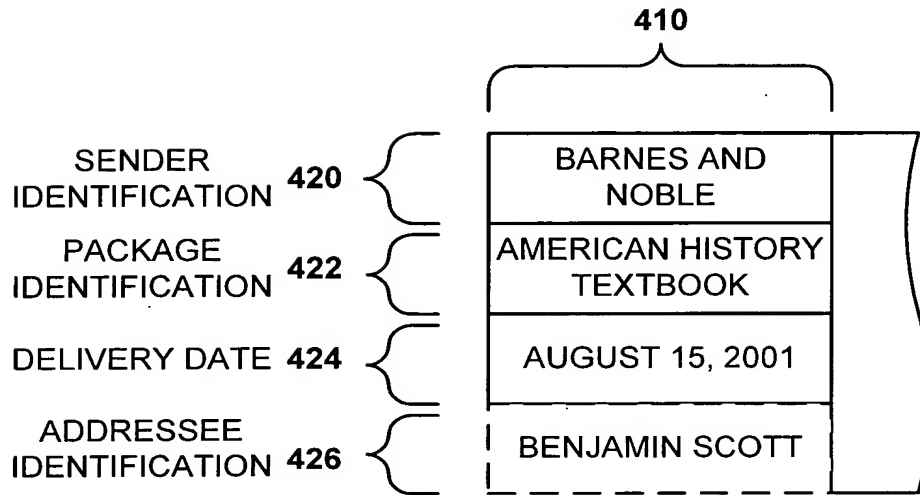 410
SENDER
IDENTIFICATION 420
BARNES AND
NOBLE
PACKAGE
IDENTIFICATION 422
AMERICAN HISTORY
TEXTBOOK
DELIVERY DATE 424
AUGUST 15, 2001
ADDRESSEE
IDENTIFICATION 426
BENJAMIN SCOTT